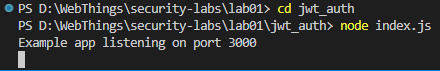 PS D:\WebThings\security-labs\lab01> cd jwt_auth
PS D:\WebThings\security-labs\lab01\jwt_auth> node index.js
Example app listening on port 3000